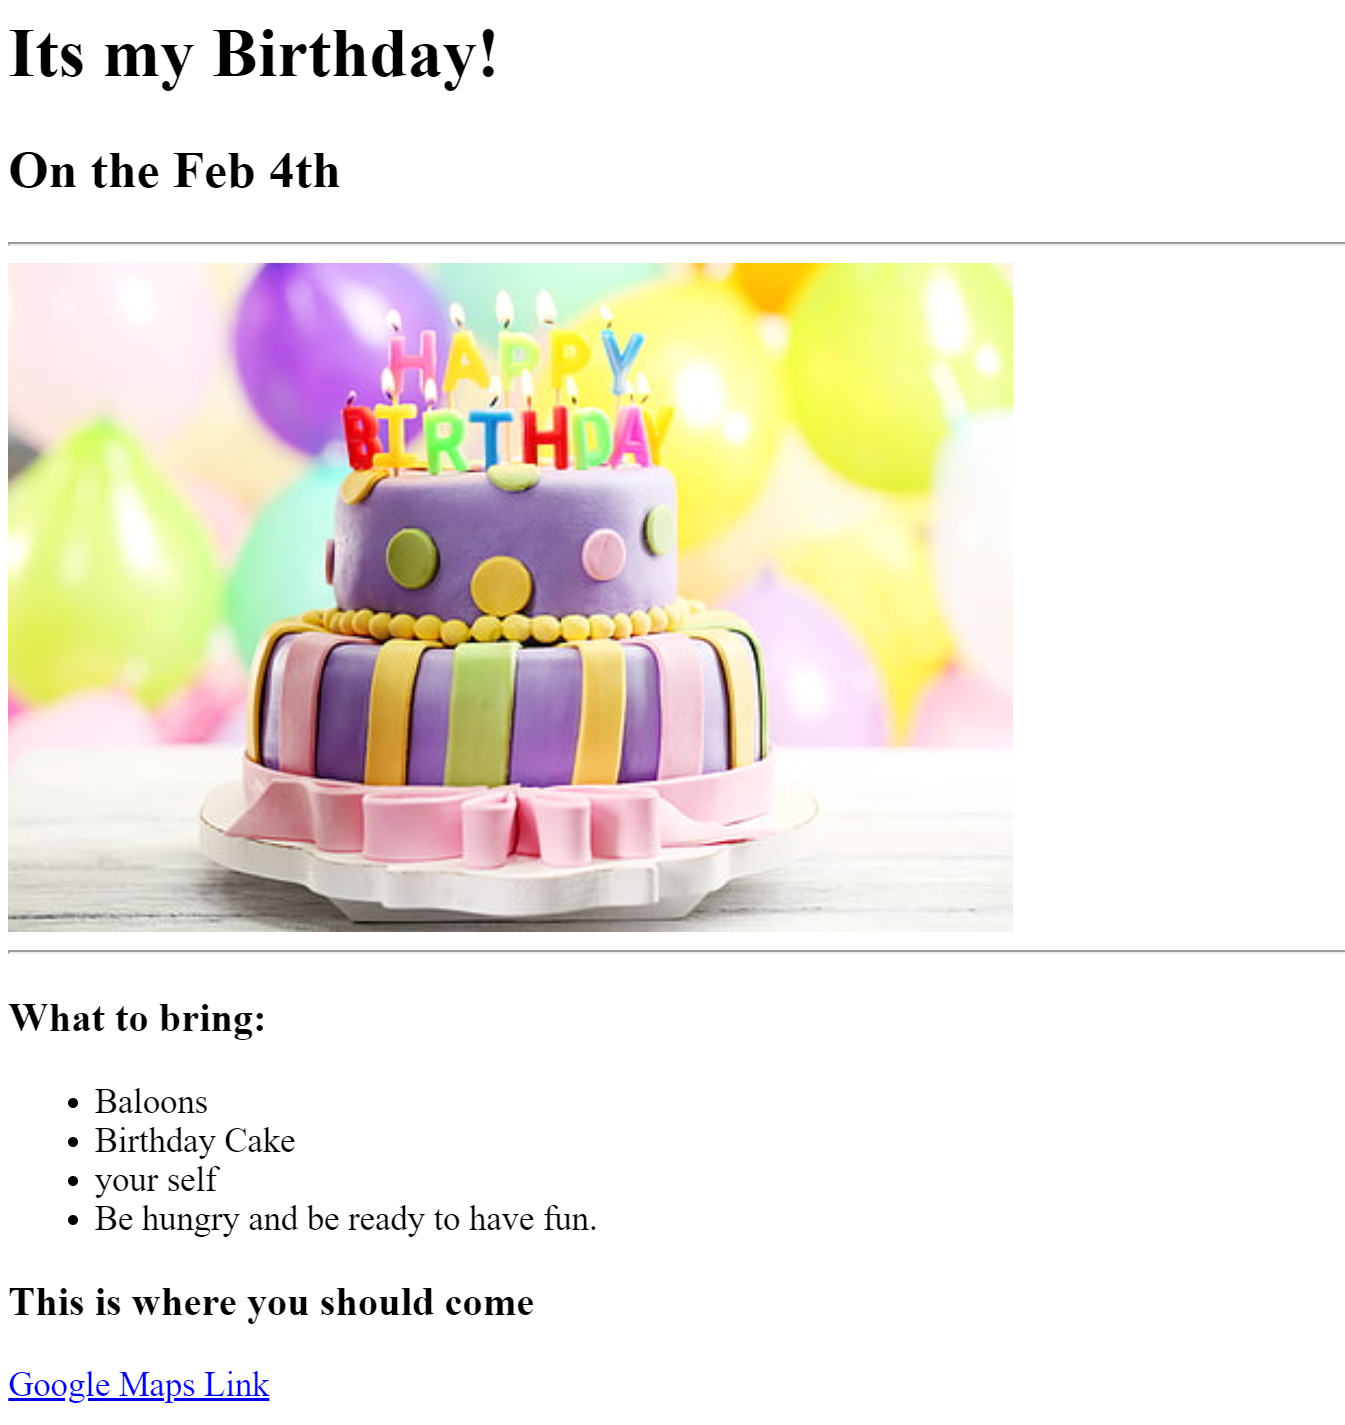 Its my Birthday!
On the Feb 4th
HAPPY
BIRTHDAY
What to bring:
Baloons
Birthday Cake
your self
Be hungry and be ready to have fun.
This is where you should come
Google Maps Link